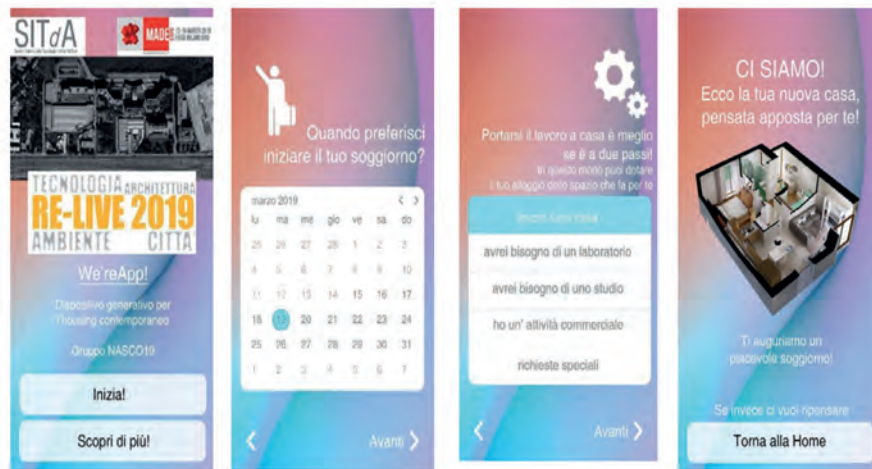 SITdA
MADE
TECNOLOGIA ARCHITETTURA
RE-LIVE 2019
AMBIENTE CITTÀ
We'reApp!
Dispositivo generativo per
l'housing contemporaneo
Gruppo NASCO19
Inizia!
Scopri di più!
Quando preferisci
iniziare il tuo soggiorno?
marzo 2019 < >
lu ma me gio ve sa do
25 26 27 28 1 2 3
4 5 6 7 8 9 10
11 12 13 14 15 16 17
18 19 20 21 22 23 24
25 26 27 28 29 30 31
1 2 3 4 5 6 7
Avanti
Portarsi il lavoro a casa è meglio
se è a due passi!
In questo modo puoi dotare
il tuo alloggio dello spazio che fa per te
avrei bisogno di un laboratorio
avrei bisogno di uno studio
ho un' attività commerciale
richieste speciali
Avanti
CI SIAMO!
Ecco la tua nuova casa,
pensata apposta per te!
Ti auguriamo un
piacevole soggiorno!
Se invece ci vuoi ripensare
Torna alla Home